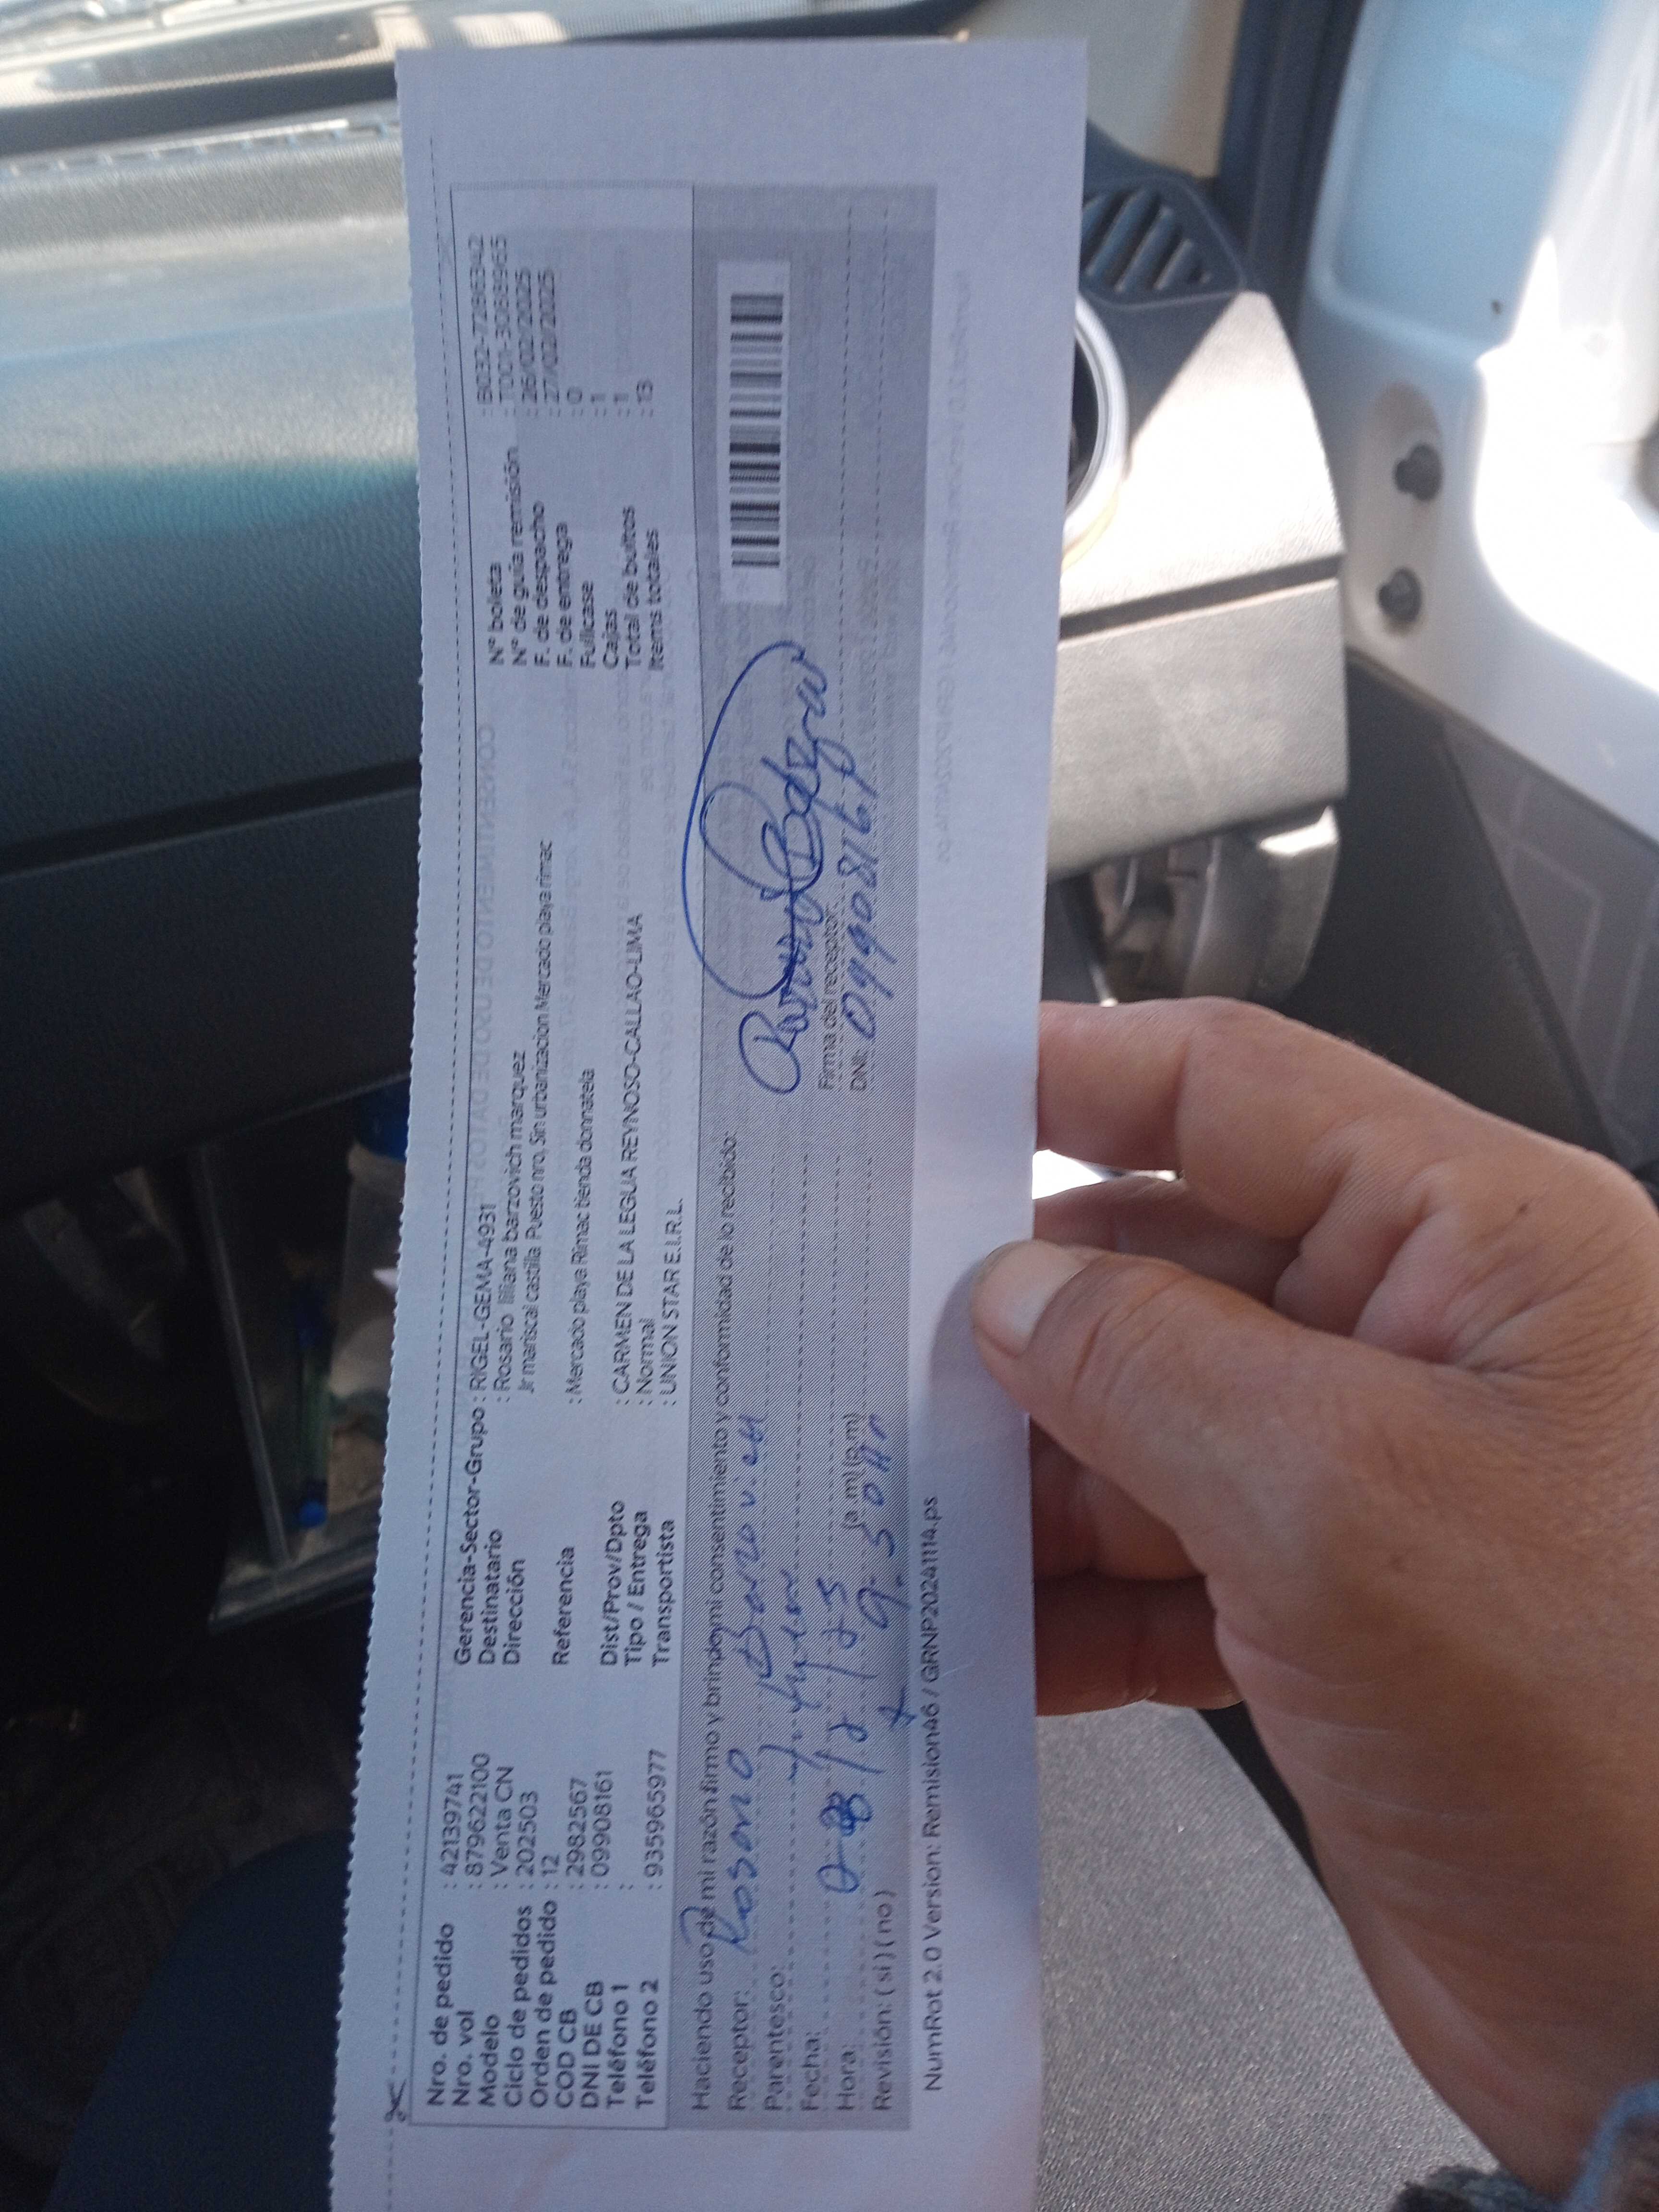 Nro. de pedido : 42139741
Nro. vol : 879622100
Modelo : Venta CN
Ciclo de pedidos : 202503
Orden de pedido : 12
COD CB : 2982567
DNI DE CB : 09908161
Teléfono 1 :
Teléfono 2 : 935965977
Gerencia-Sector-Grupo : RIGEL-GEMA-4931
Destinatario : Rosario liliana barzovich marquez
Dirección Jr mariscal castilla Puesto nro, Sin urbanizacion Mercado playa rimac
Referencia : Mercado playa Rimac tienda donnatela
Dist/Prov/Dpto : CARMEN DE LA LEGUA REYNOSO-CALLAO-LIMA
Tipo / Entrega : Normal
Transportista : UNION STAR E.I.R.L.
N° boleta : B032-7286342
N° de guía remisión : T001-30689965
F. de despacho : 26/02/2025
F. de entrega : 27/02/2025
Fullcase : 0
Cajas : 1
Total de bultos : 1
Items totales : 13
Haciendo uso de mi razón firmo y brindo mi consentimiento y conformidad de lo recibido:
Receptor: Rosario Barzovich
Parentesco:
Fecha:
Hora: (a.m) (p.m)
Revisión: ( si ) ( no )
Firma del receptor:
DNI: 09908161
NumRot 2.0 Version: Remision46 / GRNP20241114.ps